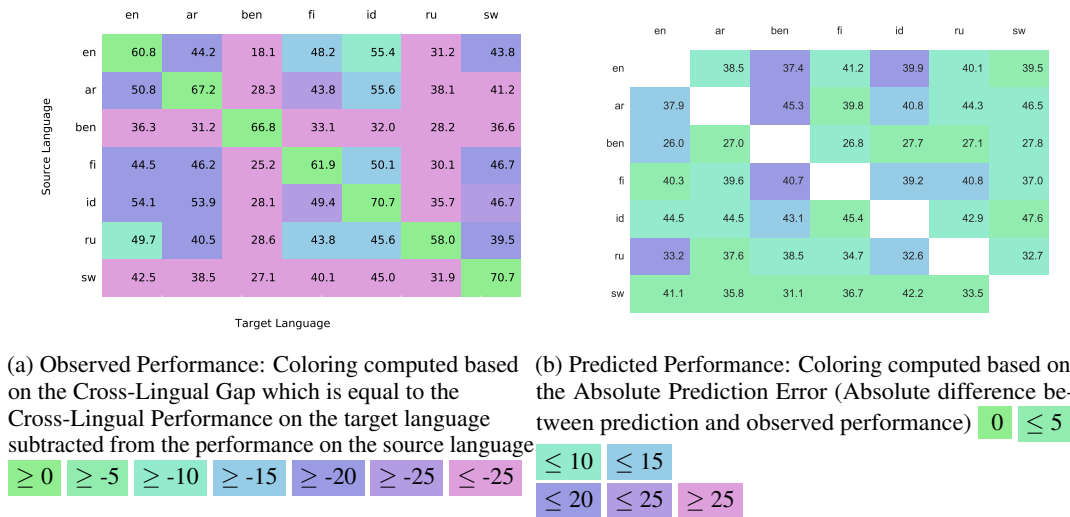 en ar ben fi id ru sw
en 60.8 44.2 18.1 48.2 55.4 31.2 43.8
ar 50.8 67.2 28.3 43.8 55.6 38.1 41.2
ben 36.3 31.2 66.8 33.1 32.0 28.2 36.6
fi 44.5 46.2 25.2 61.9 50.1 30.1 46.7
id 54.1 53.9 28.1 49.4 70.7 35.7 46.7
ru 49.7 40.5 28.6 43.8 45.6 58.0 39.5
sw 42.5 38.5 27.1 40.1 45.0 31.9 70.7
Source Language
Target Language
(a) Observed Performance: Coloring computed based
on the Cross-Lingual Gap which is equal to the
Cross-Lingual Performance on the target language
subtracted from the performance on the source language
≥ 0 ≥ -5 ≥ -10 ≥ -15 ≥ -20 ≥ -25 ≤ -25
en ar ben fi id ru sw
en 38.5 37.4 41.2 39.9 40.1 39.5
ar 37.9 45.3 39.8 40.8 44.3 46.5
ben 26.0 27.0 26.8 27.7 27.1 27.8
fi 40.3 39.6 40.7 39.2 40.8 37.0
id 44.5 44.5 43.1 45.4 42.9 47.6
ru 33.2 37.6 38.5 34.7 32.6 32.7
sw 41.1 35.8 31.1 36.7 42.2 33.5
(b) Predicted Performance: Coloring computed based on
the Absolute Prediction Error (Absolute difference be-
tween prediction and observed performance) 0 ≤ 5
≤ 10 ≤ 15
≤ 20 ≤ 25 ≥ 25